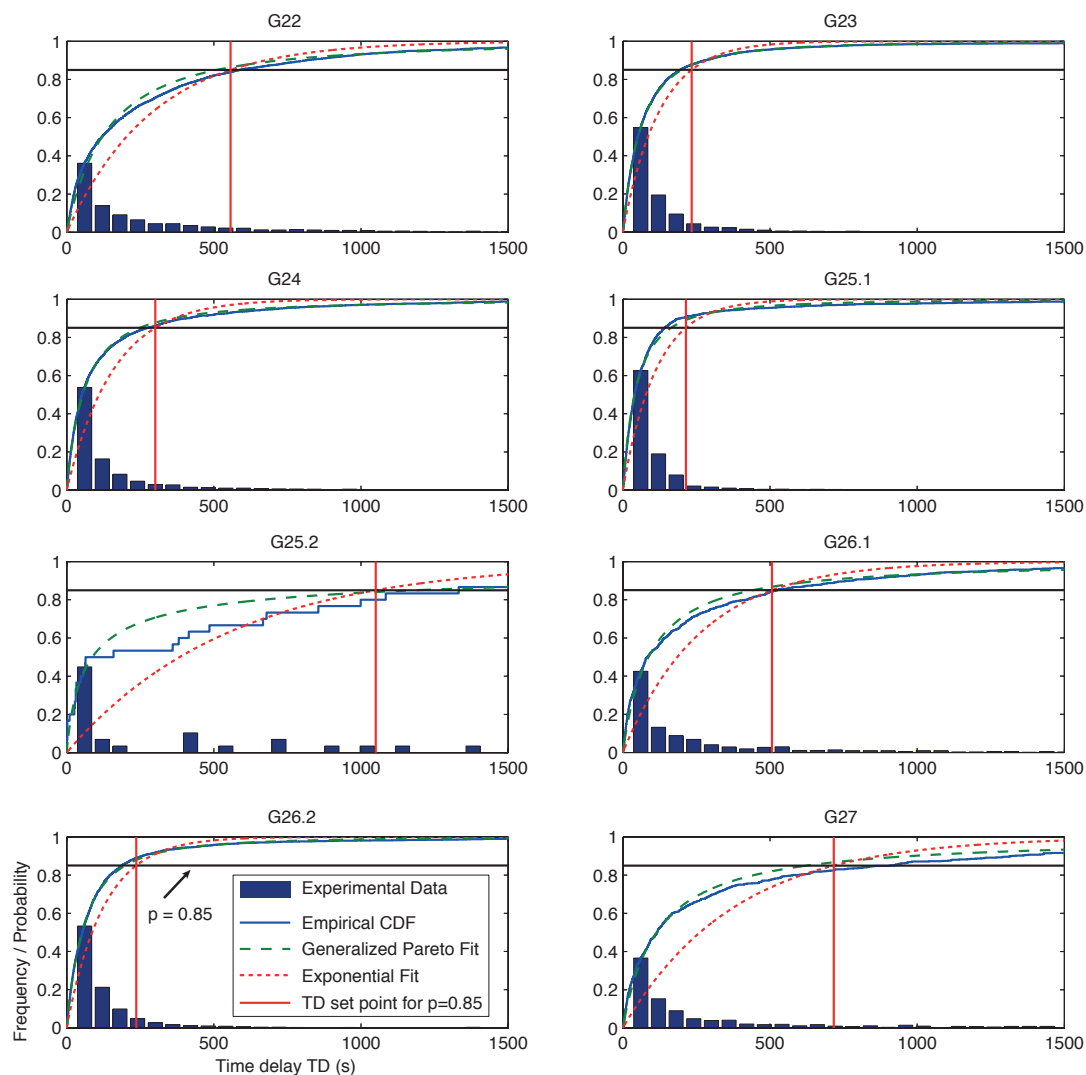 G22
G23
1
0.8
0.6
0.4
0.2
0
0 500 1000 1500
1
0.8
0.6
0.4
0.2
0
0 500 1000 1500
G24
G25.1
1
0.8
0.6
0.4
0.2
0
0 500 1000 1500
1
0.8
0.6
0.4
0.2
0
0 500 1000 1500
G25.2
G26.1
1
0.8
0.6
0.4
0.2
0
0 500 1000 1500
1
0.8
0.6
0.4
0.2
0
0 500 1000 1500
G26.2
G27
Frequency / Probability
1
0.8
0.6
0.4
0.2
0
p = 0.85
Experimental Data
Empirical CDF
Generalized Pareto Fit
Exponential Fit
TD set point for p=0.85
0 500 1000 1500
Time delay TD (s)
1
0.8
0.6
0.4
0.2
0
0 500 1000 1500